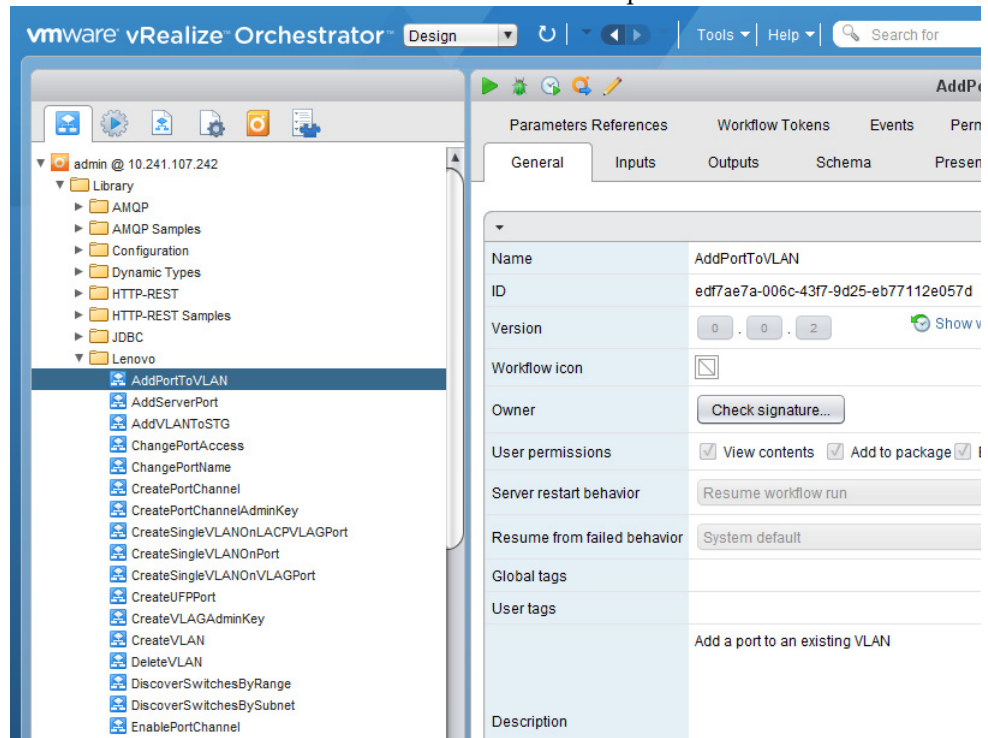 vmware vRealize Orchestrator Design Tools Help Search for
AddP
Parameters References Workflow Tokens Events Perm
General Inputs Outputs Schema Presen
admin @ 10.241.107.242
Library
AMQP
AMQP Samples
Configuration
Dynamic Types
HTTP-REST
HTTP-REST Samples
JDBC
Lenovo
AddPortToVLAN
AddServerPort
AddVLANToSTG
ChangePortAccess
ChangePortName
CreatePortChannel
CreatePortChannelAdminKey
CreateSingleVLANOnLACPVLAGPort
CreateSingleVLANOnPort
CreateSingleVLANOnVLAGPort
CreateUFPPort
CreateVLAGAdminKey
CreateVLAN
DeleteVLAN
DiscoverSwitchesByRange
DiscoverSwitchesBySubnet
EnablePortChannel
Name AddPortToVLAN
ID edf7ae7a-006c-43f7-9d25-eb77112e057d
Version 0 . 0 . 2 Show v
Workflow icon
Owner Check signature...
User permissions View contents Add to package
Server restart behavior Resume workflow run
Resume from failed behavior System default
Global tags
User tags
Add a port to an existing VLAN
Description